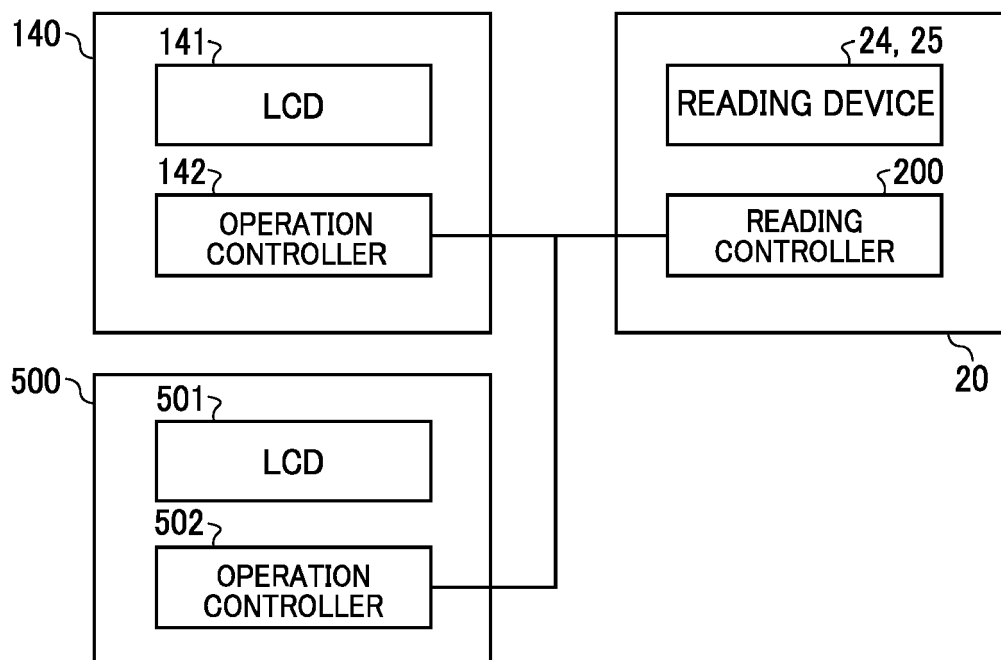 140
141
LCD
142
OPERATION
CONTROLLER
24, 25
READING DEVICE
200
READING
CONTROLLER
20
500
501
LCD
502
OPERATION
CONTROLLER